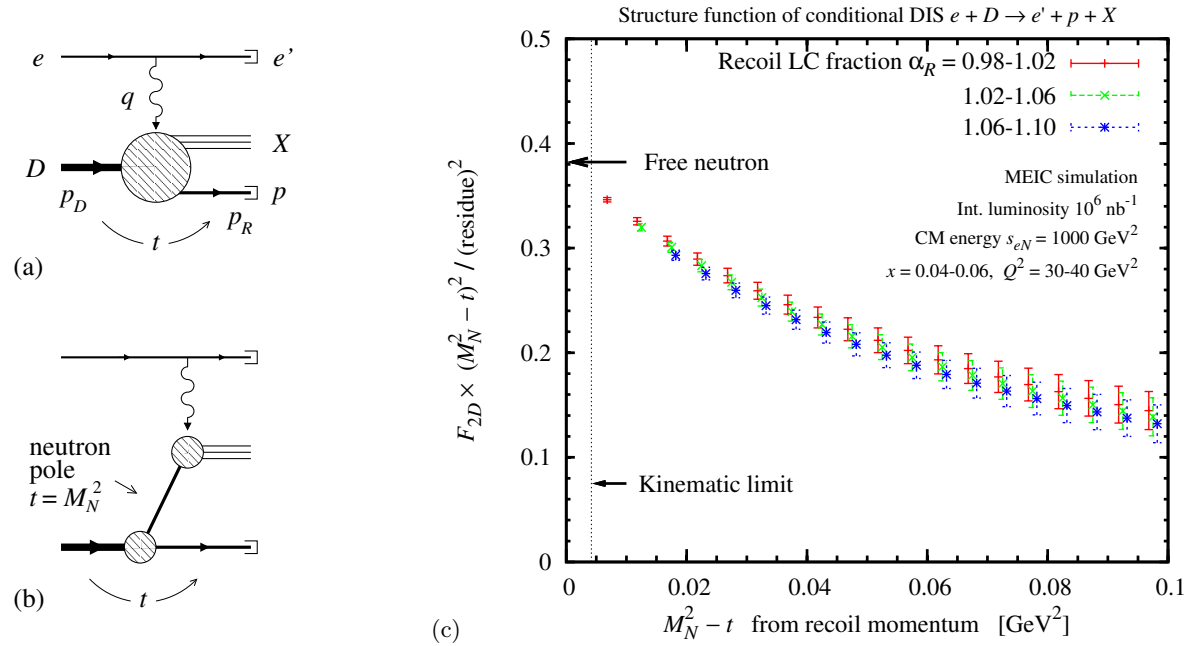 (a)
e
e'
q
X
D
p_D
p
p_R
t
(b)
neutron
pole
t = M_N^2
t
(c)
Structure function of conditional DIS e + D → e' + p + X
F_{2D} × (M_N^2 – t)^2 / (residue)^2
0.5
0.4
0.3
0.2
0.1
0
Recoil LC fraction α_R = 0.98-1.02
1.02-1.06
1.06-1.10
Free neutron
MEIC simulation
Int. luminosity 10^6 nb^-1
CM energy s_{eN} = 1000 GeV^2
x = 0.04-0.06, Q^2 = 30-40 GeV^2
Kinematic limit
0 0.02 0.04 0.06 0.08 0.1
M_N^2 – t from recoil momentum [GeV^2]